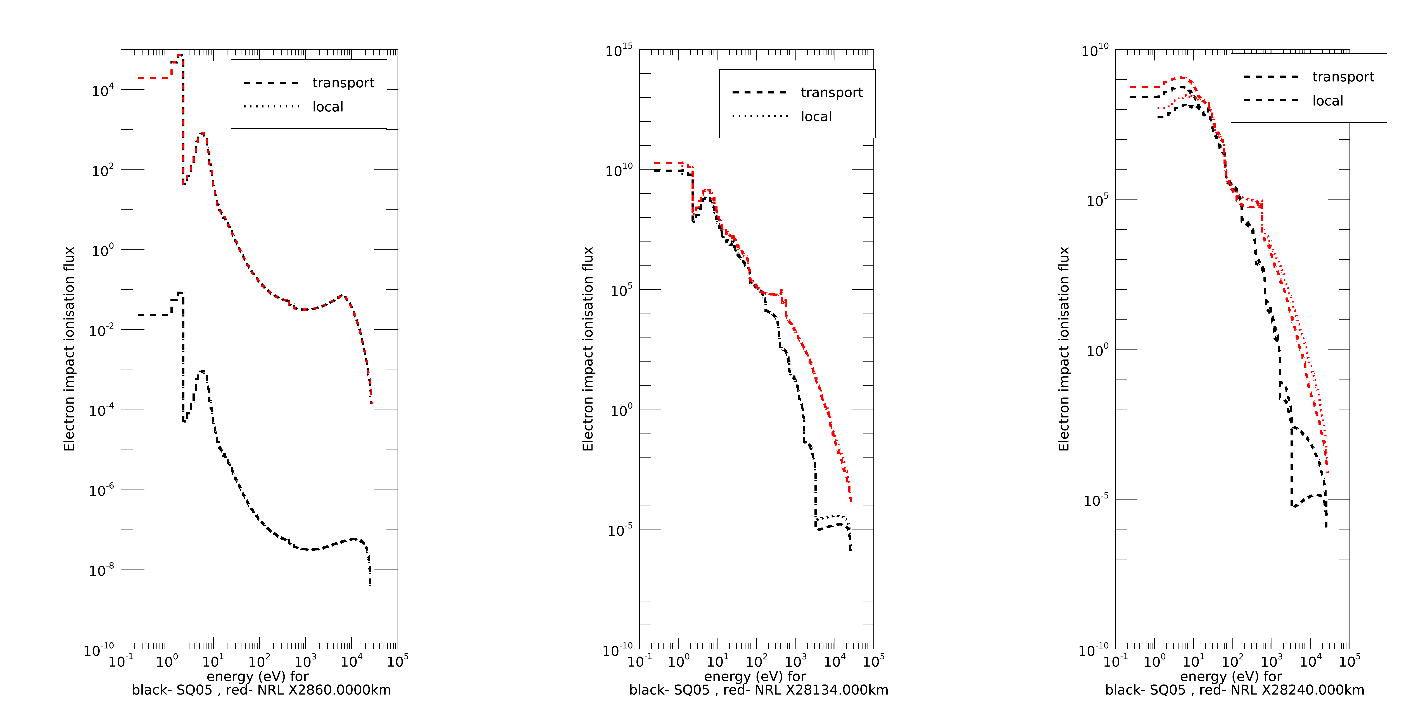 transport
local
10^4
10^2
10^0
10^-2
10^-4
10^-6
10^-8
10^-10
Electron impact ionisation flux
10^-1 10^0 10^1 10^2 10^3 10^4 10^5
energy (eV) for
black- SQ05 , red- NRL X2860.0000km
transport
local
10^15
10^10
10^5
10^0
10^-5
10^-10
Electron impact ionisation flux
10^-1 10^0 10^1 10^2 10^3 10^4 10^5
energy (eV) for
black- SQ05 , red- NRL X28134.000km
transport
local
10^10
10^5
10^0
10^-5
10^-10
Electron impact ionisation flux
10^-1 10^0 10^1 10^2 10^3 10^4 10^5
energy (eV) for
black- SQ05 , red- NRL X28240.000km